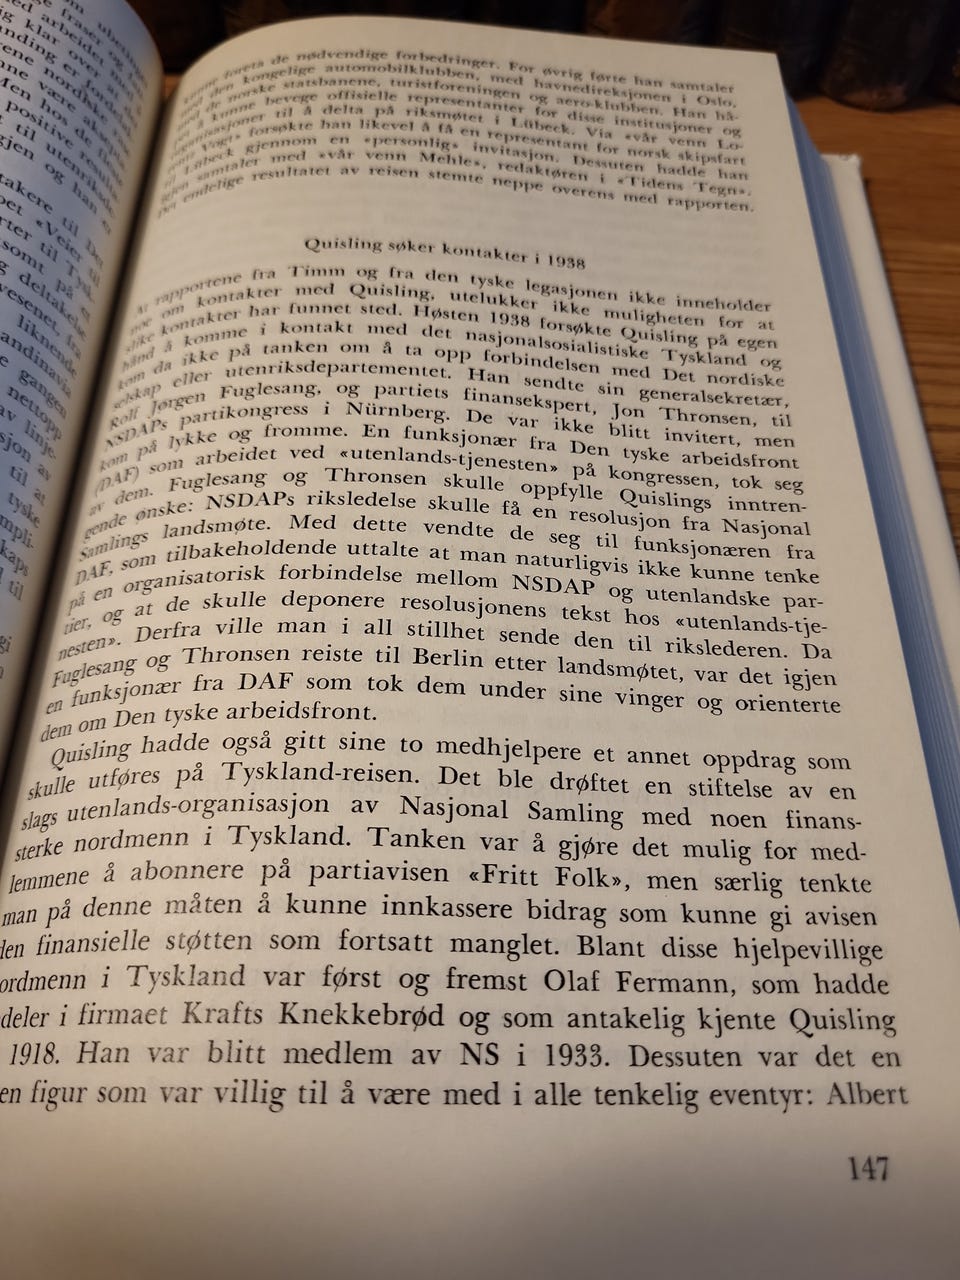 foreta de nødvendige forbedringer. For øvrig førte han samtaler
med den kongelige automobilklubben, med havnedireksjonen i Oslo,
de norske statsbanene, turistforeningen og aero-klubben. Han hå-
å kunne bevege offisielle representanter for disse institusjoner og
organisasjoner til å delta på riksmøtet i Lübeck. Via «vår venn Lo-
Vogt» forsøkte han likevel å få en representant for norsk skipsfart
til Lübeck gjennom en «personlig» invitasjon. Dessuten hadde han
igjen samtaler med «vår venn Mehle», redaktøren i «Tidens Tegn».
Det endelige resultatet av reisen stemte neppe overens med rapporten.
Quisling søker kontakter i 1938
At rapportene fra Timm og fra den tyske legasjonen ikke inneholder
noe om kontakter med Quisling, utelukker ikke muligheten for at
slike kontakter har funnet sted. Høsten 1938 forsøkte Quisling på egen
hånd å komme i kontakt med det nasjonalsosialistiske Tyskland og
kom da ikke på tanken om å ta opp forbindelsen med Det nordiske
selskap eller utenriksdepartementet. Han sendte sin generalsekretær,
Rolf Jørgen Fuglesang, og partiets finansekspert, Jon Thronsen, til
NSDAPs partikongress i Nürnberg. De var ikke blitt invitert, men
kom på lykke og fromme. En funksjonær fra Den tyske arbeidsfront
(DAF) som arbeidet ved «utenlands-tjenesten» på kongressen, tok seg
av dem. Fuglesang og Thronsen skulle oppfylle Quislings inntren-
gende ønske: NSDAPs riksledelse skulle få en resolusjon fra Nasjonal
Samlings landsmøte. Med dette vendte de seg til funksjonæren fra
DAF, som tilbakeholdende uttalte at man naturligvis ikke kunne tenke
på en organisatorisk forbindelse mellom NSDAP og utenlandske par-
tier, og at de skulle deponere resolusjonens tekst hos «utenlands-tje-
nesten». Derfra ville man i all stillhet sende den til rikslederen. Da
Fuglesang og Thronsen reiste til Berlin etter landsmøtet, var det igjen
en funksjonær fra DAF som tok dem under sine vinger og orienterte
dem om Den tyske arbeidsfront.
Quisling hadde også gitt sine to medhjelpere et annet oppdrag som
skulle utføres på Tyskland-reisen. Det ble drøftet en stiftelse av en
slags utenlands-organisasjon av Nasjonal Samling med noen finans-
sterke nordmenn i Tyskland. Tanken var å gjøre det mulig for med-
lemmene å abonnere på partiavisen «Fritt Folk», men særlig tenkte
man på denne måten å kunne innkassere bidrag som kunne gi avisen
den finansielle støtten som fortsatt manglet. Blant disse hjelpevillige
ordmenn i Tyskland var først og fremst Olaf Fermann, som hadde
deler i firmaet Krafts Knekkebrød og som antakelig kjente Quisling
1918. Han var blitt medlem av NS i 1933. Dessuten var det en
en figur som var villig til å være med i alle tenkelig eventyr: Albert
147